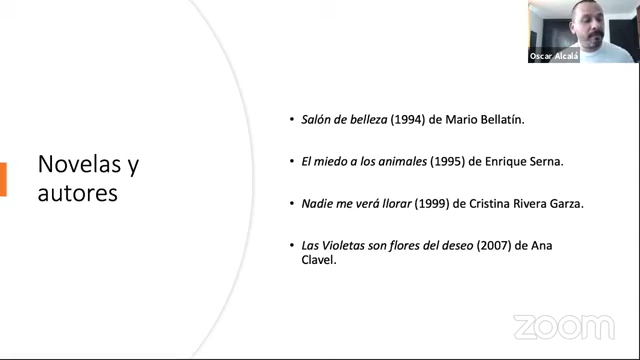 Oscar Alcalá
Novelas y
autores
• Salón de belleza (1994) de Mario Bellatín.
• El miedo a los animales (1995) de Enrique Serna.
• Nadie me verá llorar (1999) de Cristina Rivera Garza.
• Las Violetas son flores del deseo (2007) de Ana
Clavel.
zoom